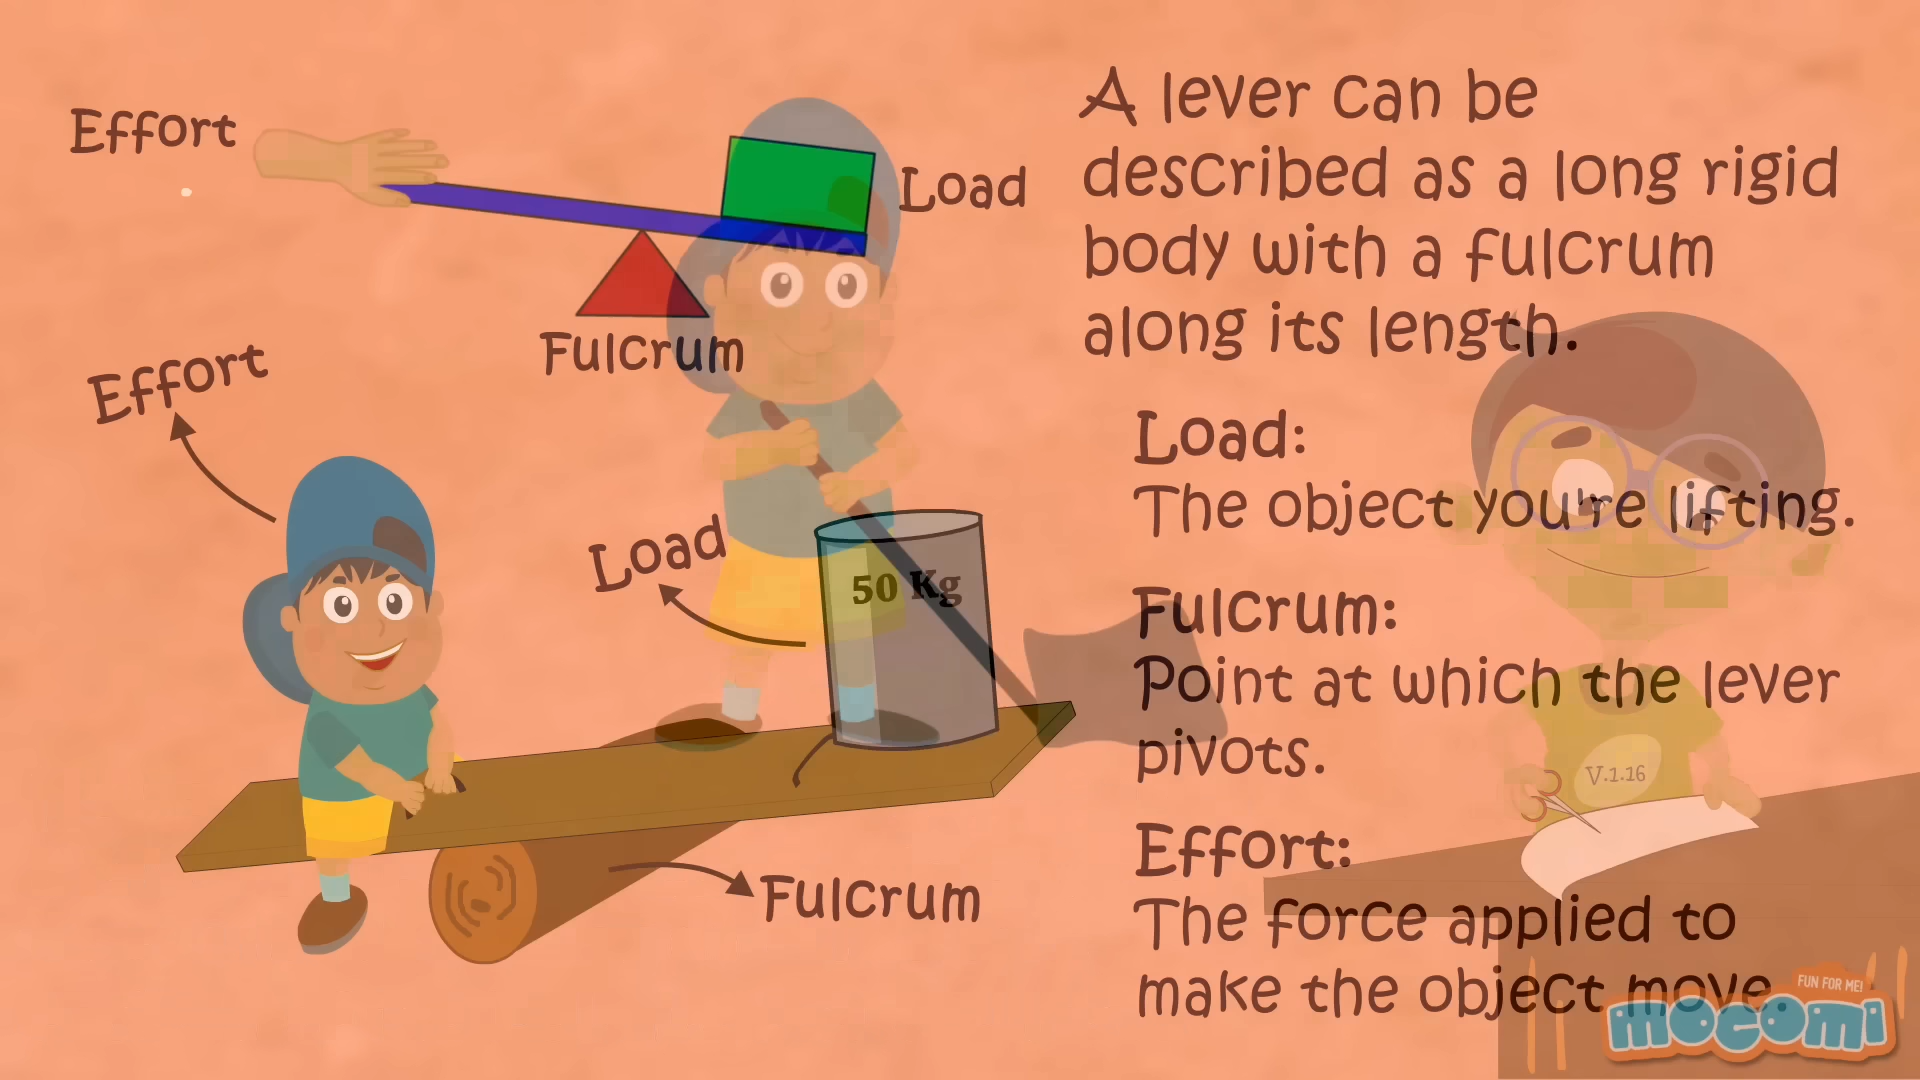 Effort
Load
Fulcrum
Effort
Load
50 Kg
Fulcrum
A lever can be
described as a long rigid
body with a fulcrum
along its length.
Load:
The object you're lifting.
Fulcrum:
Point at which the lever
pivots.
Effort:
The force applied to
make the object move.
V.1.16
FUN FOR ME!
mocomi